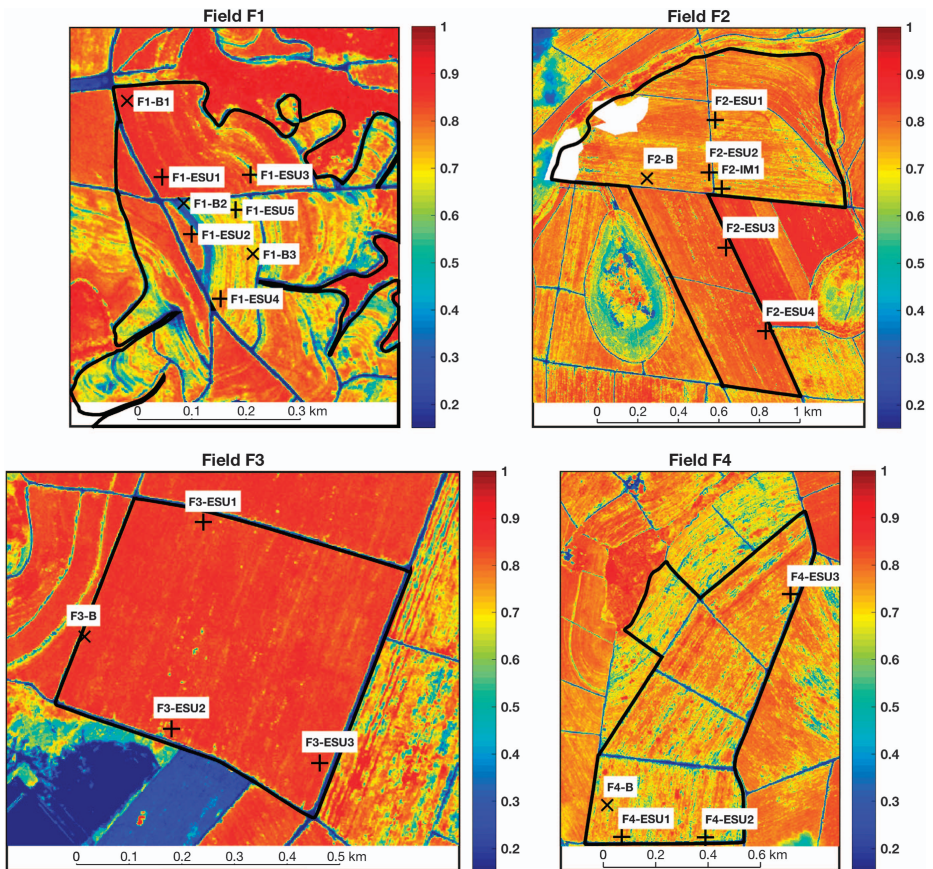 Field F1
1
0.9
0.8
0.7
0.6
0.5
0.4
0.3
0.2
F1-B1
F1-ESU1
F1-ESU3
F1-B2
F1-ESU5
F1-ESU2
F1-B3
F1-ESU4
0 0.1 0.2 0.3 km
Field F2
1
0.9
0.8
0.7
0.6
0.5
0.4
0.3
0.2
F2-ESU1
F2-B
F2-ESU2
F2-IM1
F2-ESU3
F2-ESU4
0 0.2 0.4 0.6 0.8 1 km
Field F3
1
0.9
0.8
0.7
0.6
0.5
0.4
0.3
0.2
F3-ESU1
F3-B
F3-ESU2
F3-ESU3
0 0.1 0.2 0.3 0.4 0.5 km
Field F4
1
0.9
0.8
0.7
0.6
0.5
0.4
0.3
0.2
F4-ESU3
F4-B
F4-ESU1
F4-ESU2
0 0.2 0.4 0.6 km